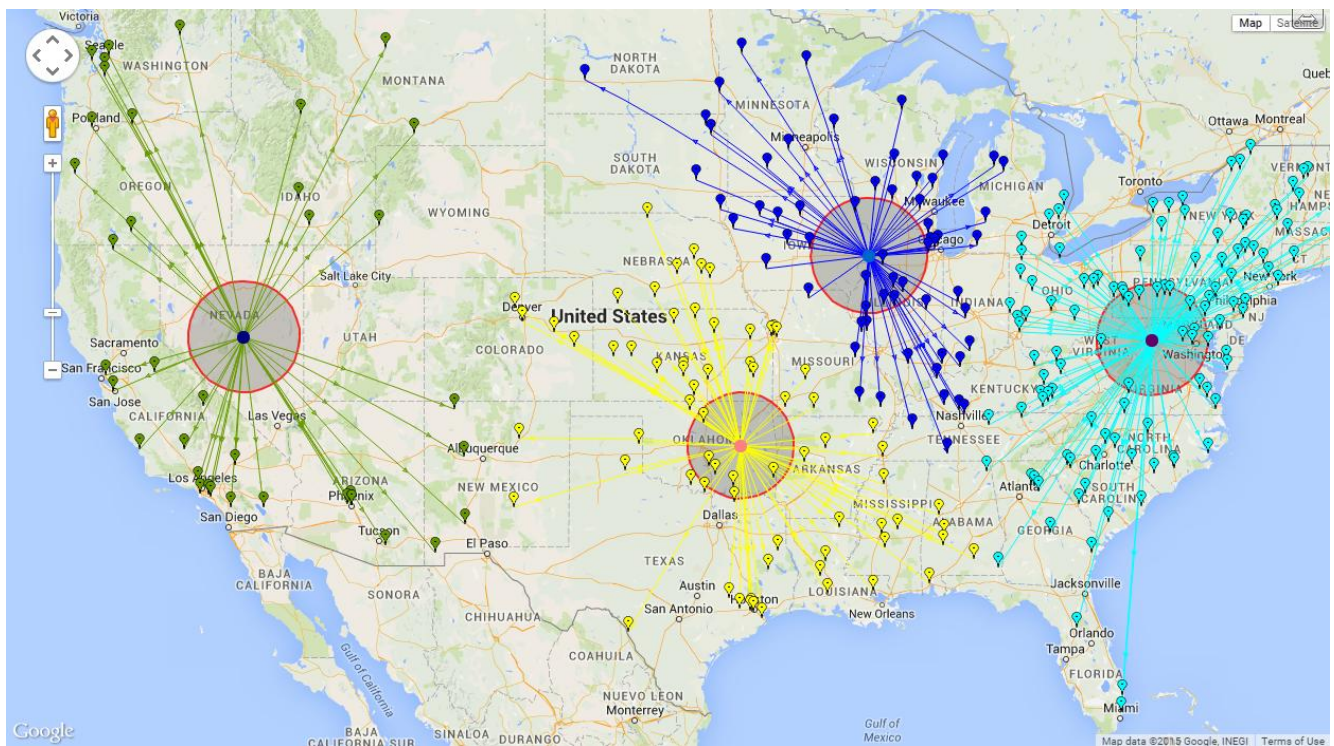 Victoria
Seattle
WASHINGTON
MONTANA
NORTH
DAKOTA
MINNESOTA
Map
Ottawa
Montreal
Portland
Minneapolis
WISCONSIN
VERMONT
SOUTH
DAKOTA
OREGON
IDAHO
MICHIGAN
Toronto
WYOMING
Milwaukee
NEW YORK
Detroit
Chicago
NEBRASKA
Salt Lake City
PENNSYLVANIA
New York
OHIO
INDIANA
Denver
NEVADA
United States
ILLINOIS
NJ
UTAH
COLORADO
KANSAS
MISSOURI
WEST
VIRGINIA
DE
Washington
Sacramento
San Francisco
San Jose
KENTUCKY
VIRGINIA
CALIFORNIA
Las Vegas
Nashville
TENNESSEE
NORTH
CAROLINA
Charlotte
Albuquerque
OKLAHOMA
ARKANSAS
Los Angeles
ARIZONA
Phoenix
NEW MEXICO
Atlanta
SOUTH
CAROLINA
MISSISSIPPI
ALABAMA
GEORGIA
San Diego
Dallas
Tucson
El Paso
TEXAS
BAJA
CALIFORNIA
SONORA
Austin
Houston
LOUISIANA
Jacksonville
San Antonio
New Orleans
CHIHUAHUA
Orlando
Tampa
COAHUILA
FLORIDA
Gulf of California
NUEVO LEON
Monterrey
Miami
Gulf of
Mexico
Google
BAJA
CALIFORNIA SUR
SINALOA
DURANGO
Map data ©2015 Google, INEGI
Terms of Use